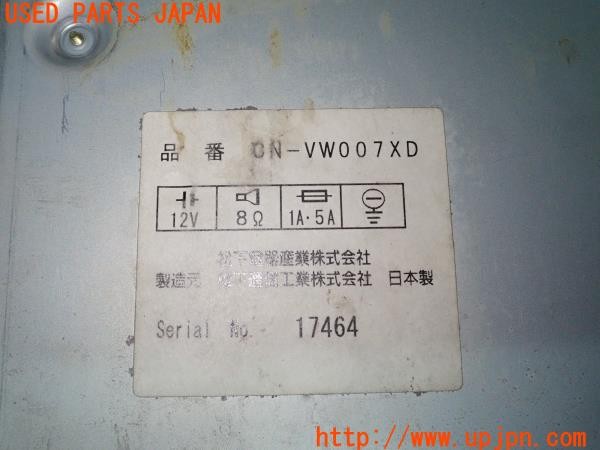 USED PARTS JAPAN
品番 CN-VW007XD
12V 8Ω 1A・5A
松下電器産業株式会社
製造元 松下通信工業株式会社 日本製
Serial No. 17464
http://www.upjpn.com/